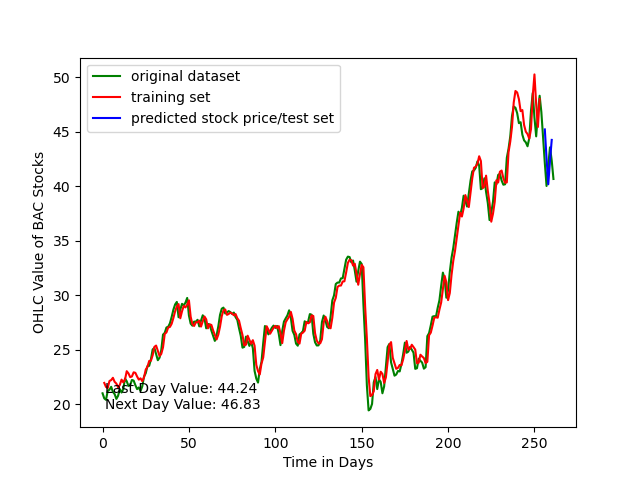 original dataset
training set
predicted stock price/test set
50
45
40
35
30
25
20
OHLC Value of BAC Stocks
Last Day Value: 44.24
Next Day Value: 46.83
0 50 100 150 200 250
Time in Days